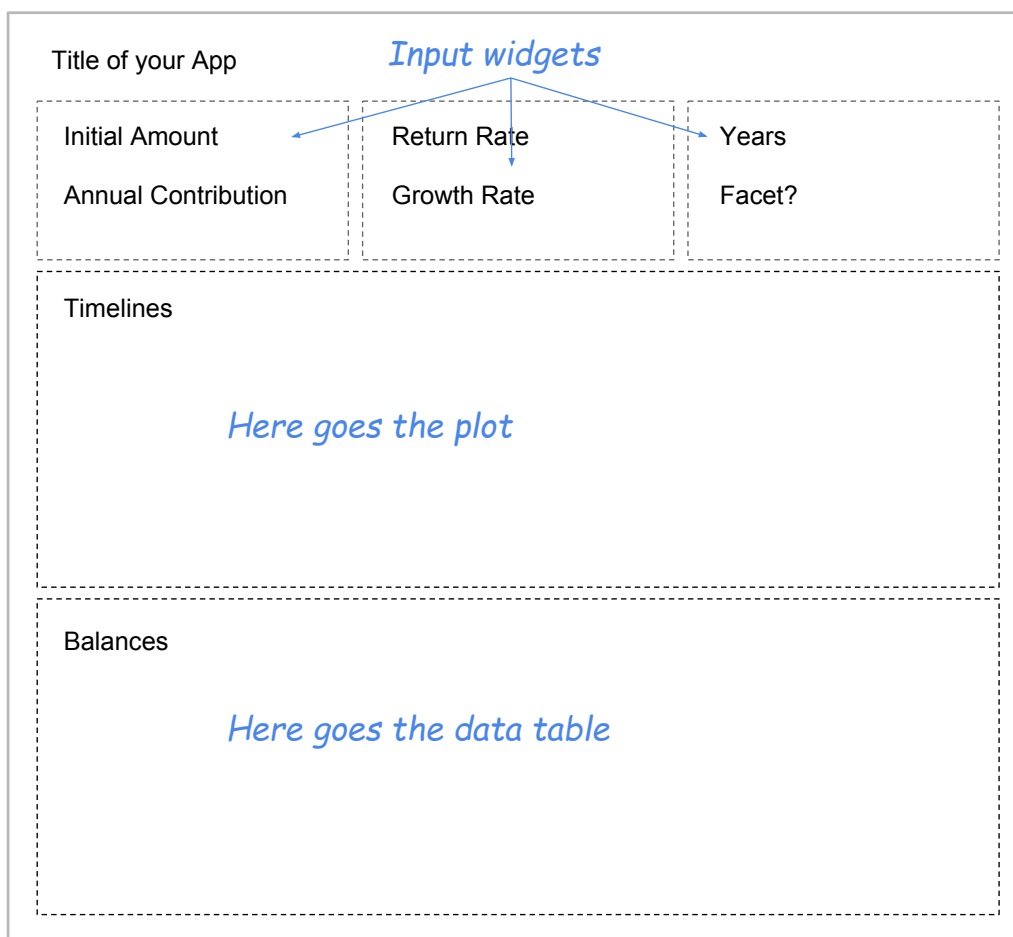 Title of your App
Input widgets
Initial Amount
Return Rate
Years
Annual Contribution
Growth Rate
Facet?
Timelines
Here goes the plot
Balances
Here goes the data table